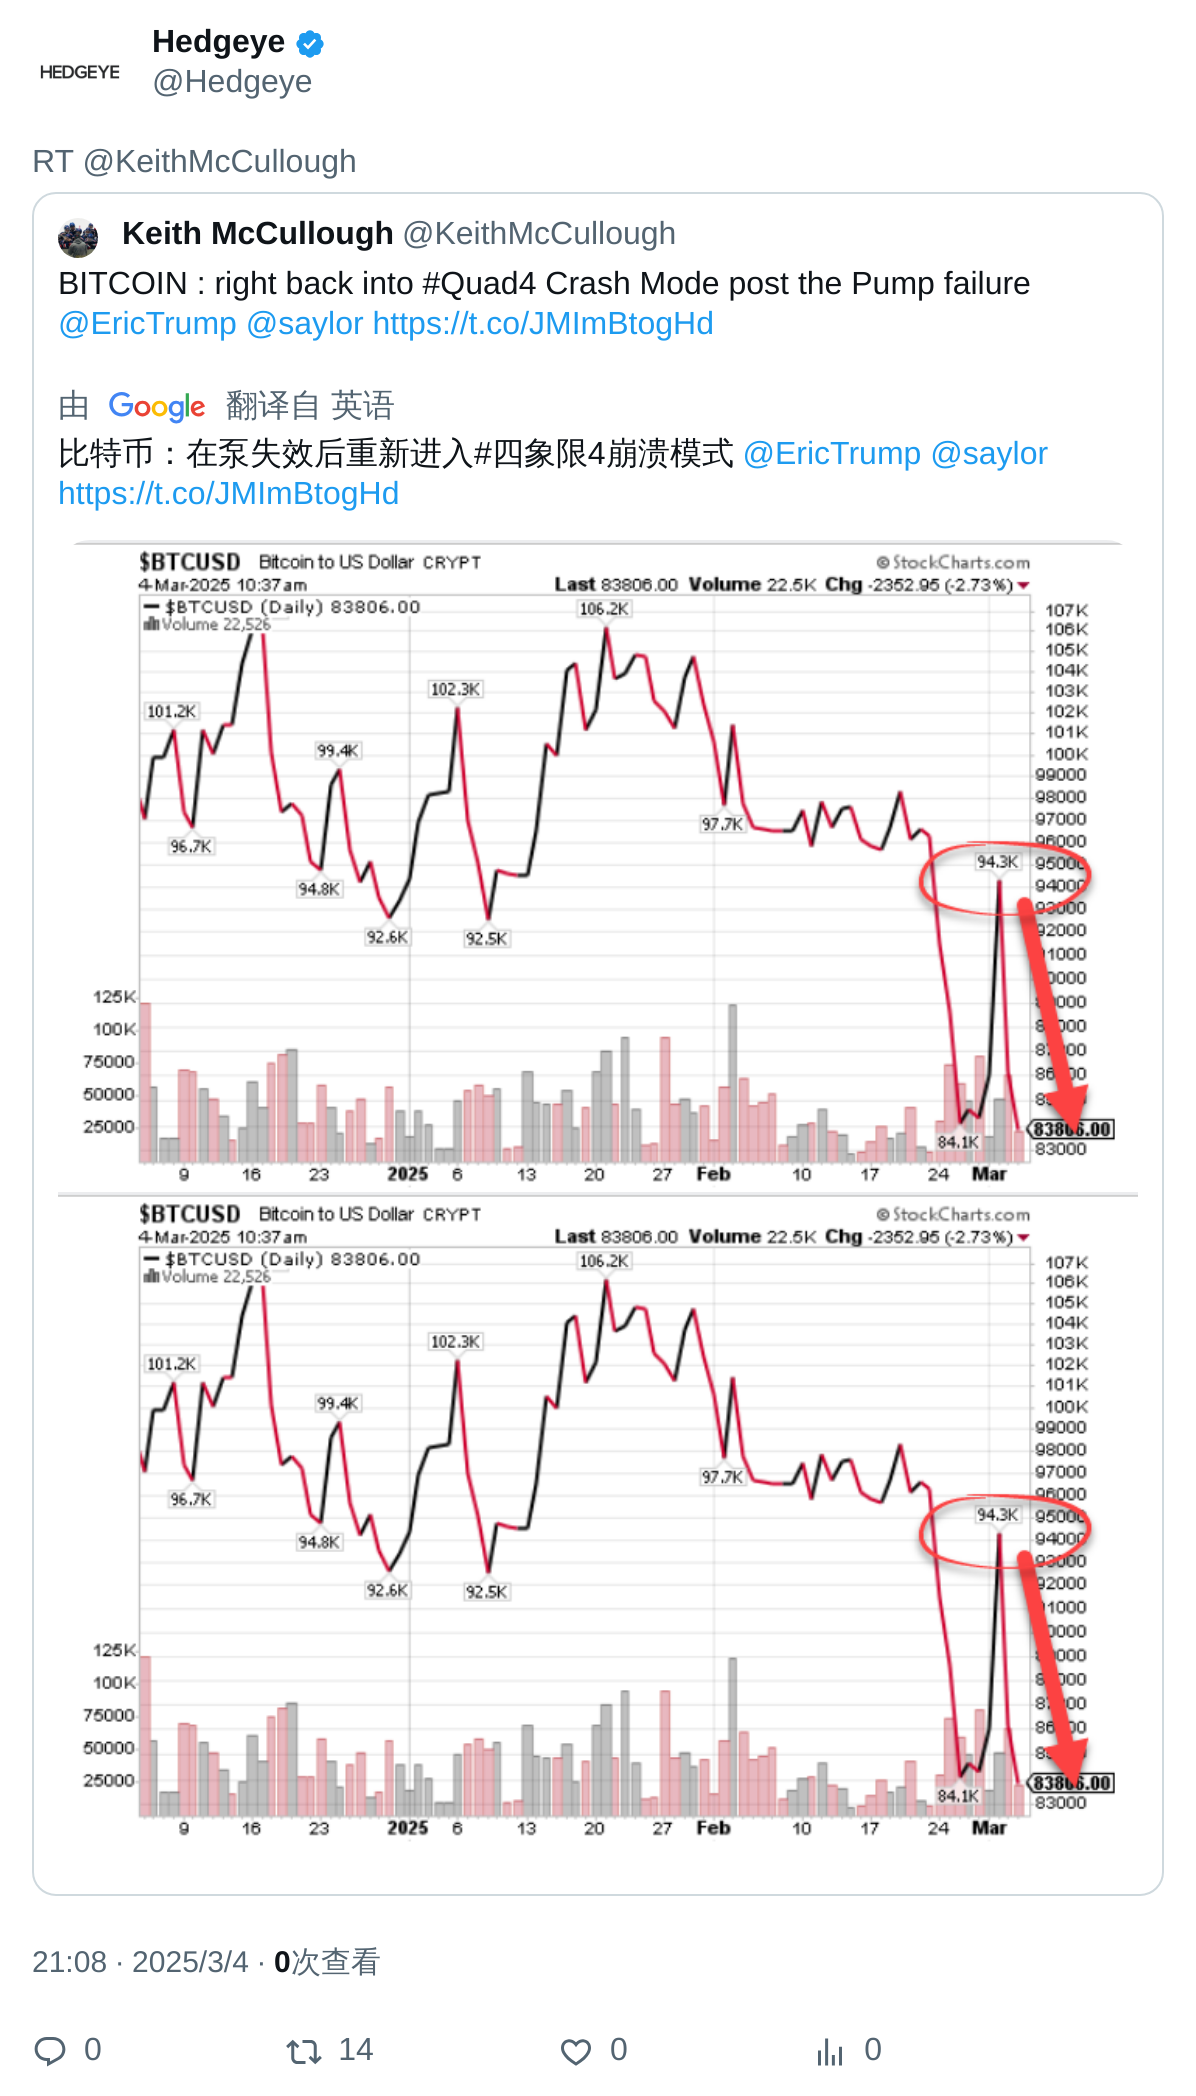 Hedgeye
HEDGEYE
@Hedgeye
RT @KeithMcCullough
Keith McCullough @KeithMcCullough
BITCOIN : right back into #Quad4 Crash Mode post the Pump failure
@EricTrump @saylor https://t.co/JMImBtogHd
由 Google 翻译自 英语
比特币：在泵失效后重新进入#四象限4崩溃模式 @EricTrump @saylor
https://t.co/JMImBtogHd
$BTCUSD Bitcoin to US Dollar CRYPT © StockCharts.com
4-Mar-2025 10:37am Last 83806.00 Volume 22.5K Chg -2352.95 (-2.73%)
$BTCUSD (Daily) 83806.00
Volume 22,526
106.2K
102.3K
101.2K
99.4K
97.7K
96.7K
94.8K
94.3K
92.6K
92.5K
84.1K
107K
106K
105K
104K
103K
102K
101K
100K
99000
98000
97000
96000
95000
94000
93000
92000
83806.00
83000
125K
100K
75000
50000
25000
9 16 23 2025 6 13 20 27 Feb 10 17 24 Mar
$BTCUSD Bitcoin to US Dollar CRYPT © StockCharts.com
4-Mar-2025 10:37am Last 83806.00 Volume 22.5K Chg -2352.95 (-2.73%)
$BTCUSD (Daily) 83806.00
Volume 22,526
106.2K
102.3K
101.2K
99.4K
97.7K
96.7K
94.8K
94.3K
92.6K
92.5K
84.1K
107K
106K
105K
104K
103K
102K
101K
100K
99000
98000
97000
96000
95000
94000
93000
92000
83806.00
83000
125K
100K
75000
50000
25000
9 16 23 2025 6 13 20 27 Feb 10 17 24 Mar
21:08 · 2025/3/4 · 0次查看
0 14 0 0